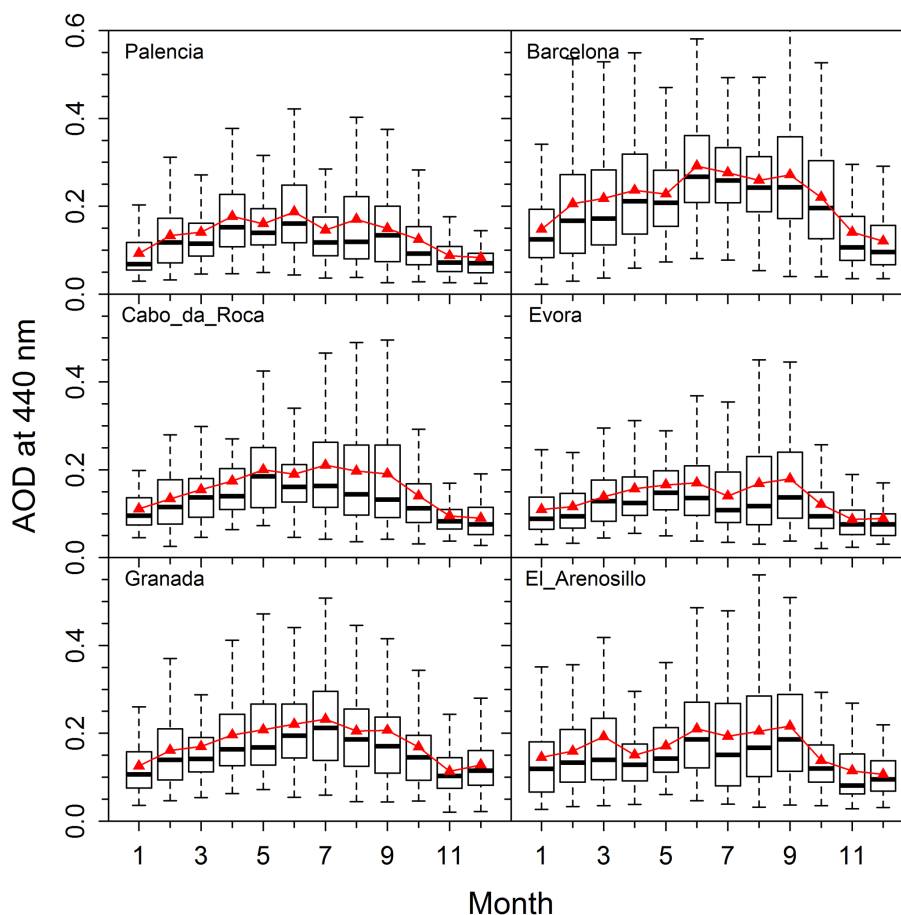 Palencia
Barcelona
0.6
0.4
0.2
0.0
Cabo_da_Roca
Evora
0.4
0.2
0.0
Granada
El_Arenosillo
0.4
0.2
0.0
AOD at 440 nm
1 3 5 7 9 11 1 3 5 7 9 11
Month